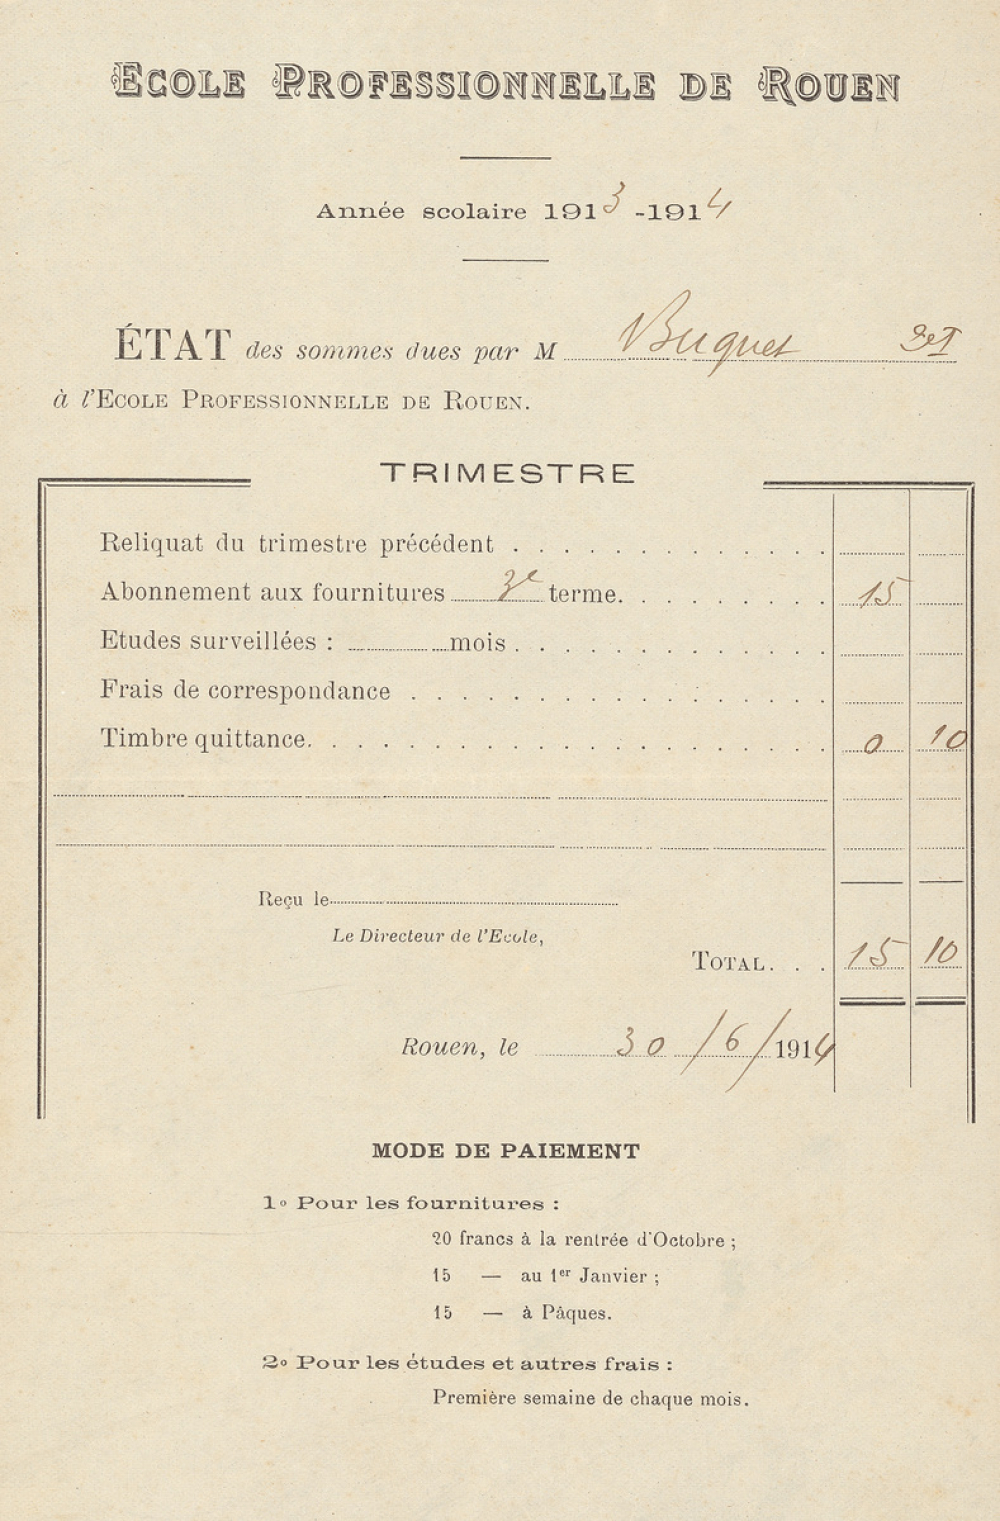 ECOLE PROFESSIONNELLE DE ROUEN
Année scolaire 1913-1914
ÉTAT des sommes dues par M Buquet
à l'ECOLE PROFESSIONNELLE DE ROUEN.
TRIMESTRE
Reliquat du trimestre précédent . . . . . . . . . . . . .
Abonnement aux fournitures 3e terme. . . . . . . . . 15
Etudes surveillées : mois . . . . . . . . . . . . .
Frais de correspondance . . . . . . . . . . . . . . . . .
Timbre quittance. . . . . . . . . . . . . . . . . . . . . 0 10
Reçu le
Le Directeur de l'Ecole,
TOTAL. . . 15 10
Rouen, le 30/6/1914
MODE DE PAIEMENT
1º Pour les fournitures :
20 francs à la rentrée d'Octobre ;
15 — au 1er Janvier ;
15 — à Pâques.
2º Pour les études et autres frais :
Première semaine de chaque mois.